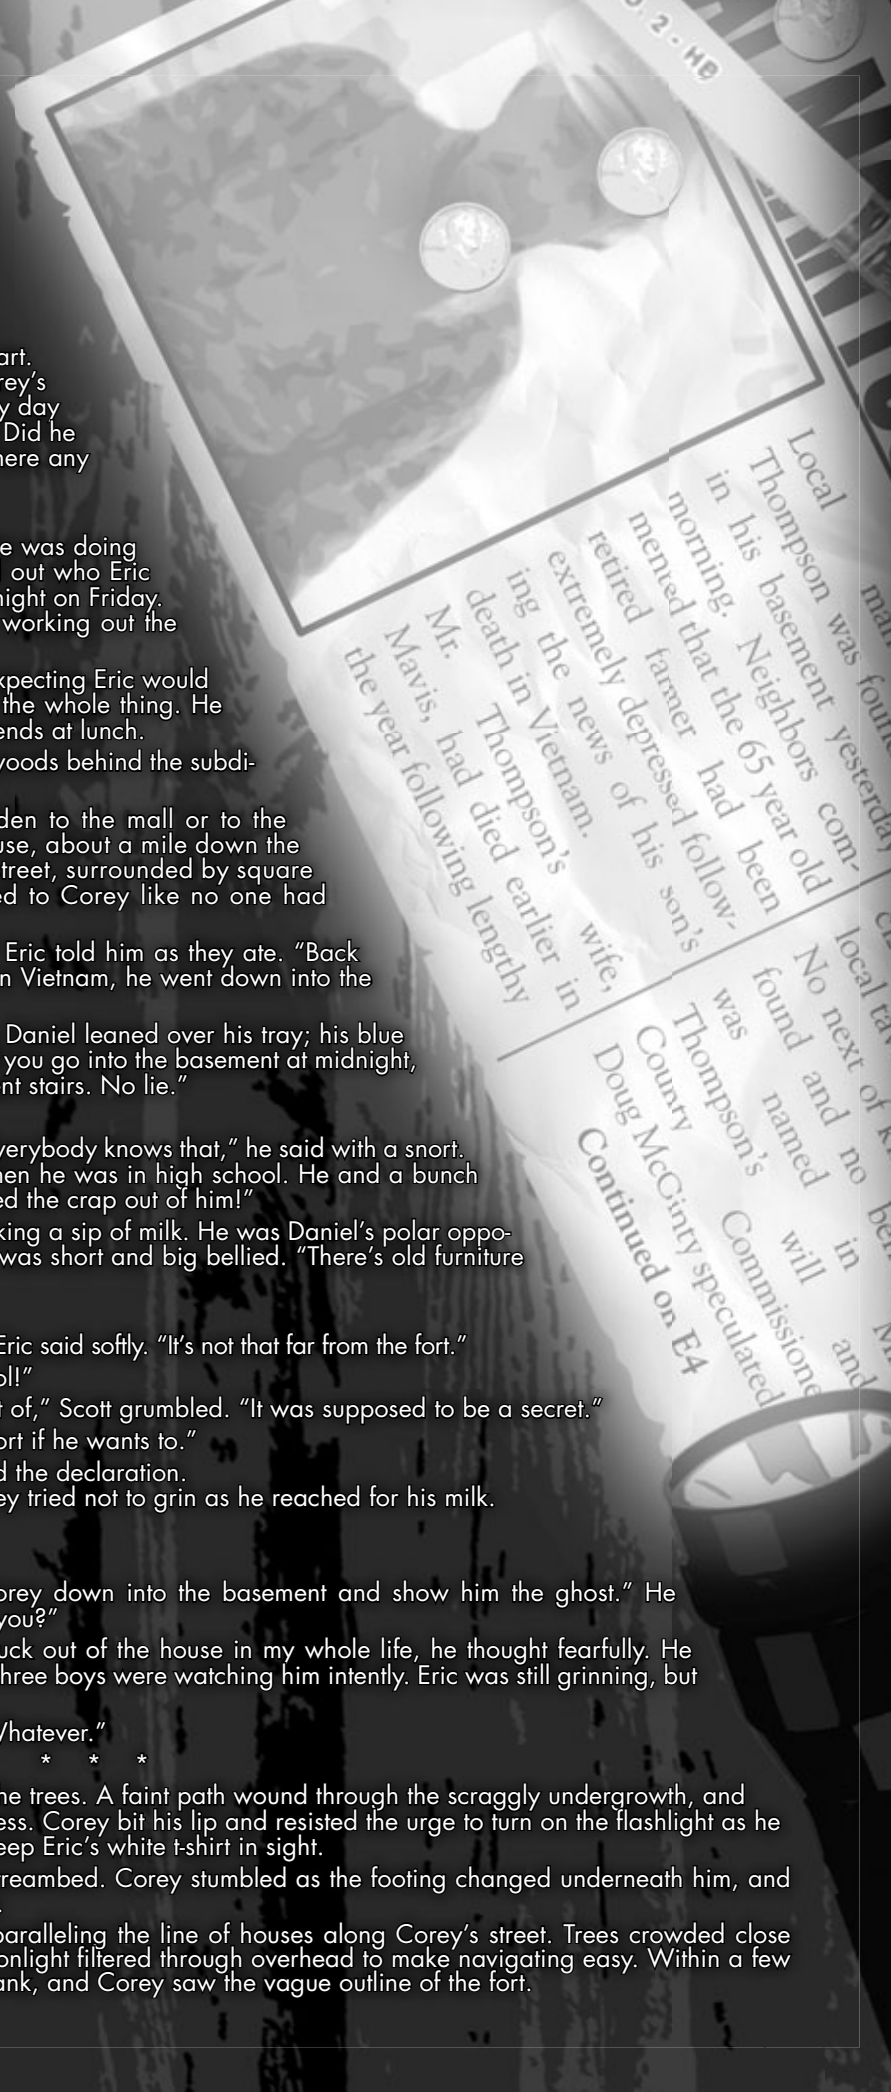 O. 2 • HB
art.
rey's
y day
Did he
here any
e was doing
out who Eric
night on Friday.
working out the
xpecting Eric would
the whole thing. He
ends at lunch.
woods behind the subdi-
den to the mall or to the
use, about a mile down the
treet, surrounded by square
ed to Corey like no one had
Eric told him as they ate. “Back
n Vietnam, he went down into the
Daniel leaned over his tray; his blue
you go into the basement at midnight,
nt stairs. No lie.”
verybody knows that,” he said with a snort.
hen he was in high school. He and a bunch
ed the crap out of him!”
king a sip of milk. He was Daniel’s polar oppo-
was short and big bellied. “There’s old furniture
Eric said softly. “It’s not that far from the fort.”
ol!”
t of,” Scott grumbled. “It was supposed to be a secret.”
ort if he wants to.”
d the declaration.
ey tried not to grin as he reached for his milk.
orey down into the basement and show him the ghost.” He
you?”
uck out of the house in my whole life, he thought fearfully. He
hree boys were watching him intently. Eric was still grinning, but
Whatever.”
* * *
he trees. A faint path wound through the scraggly undergrowth, and
ess. Corey bit his lip and resisted the urge to turn on the flashlight as he
eep Eric’s white t-shirt in sight.
treambed. Corey stumbled as the footing changed underneath him, and
.
paralleling the line of houses along Corey’s street. Trees crowded close
onlight filtered through overhead to make navigating easy. Within a few
ank, and Corey saw the vague outline of the fort.
Local man
Thompson was found
in his basement yesterday
morning. Neighbors com-
mented that the 65 year old
retired farmer had been
extremely depressed follow-
ing the news of his son’s
death in Vietnam.
Mr. Thompson’s wife,
Mavis, had died earlier in
the year following lengthy
local
No next of
found and no
was named in
Thompson’s will and
County Commissione
Doug McGinty speculated
Continued on E4